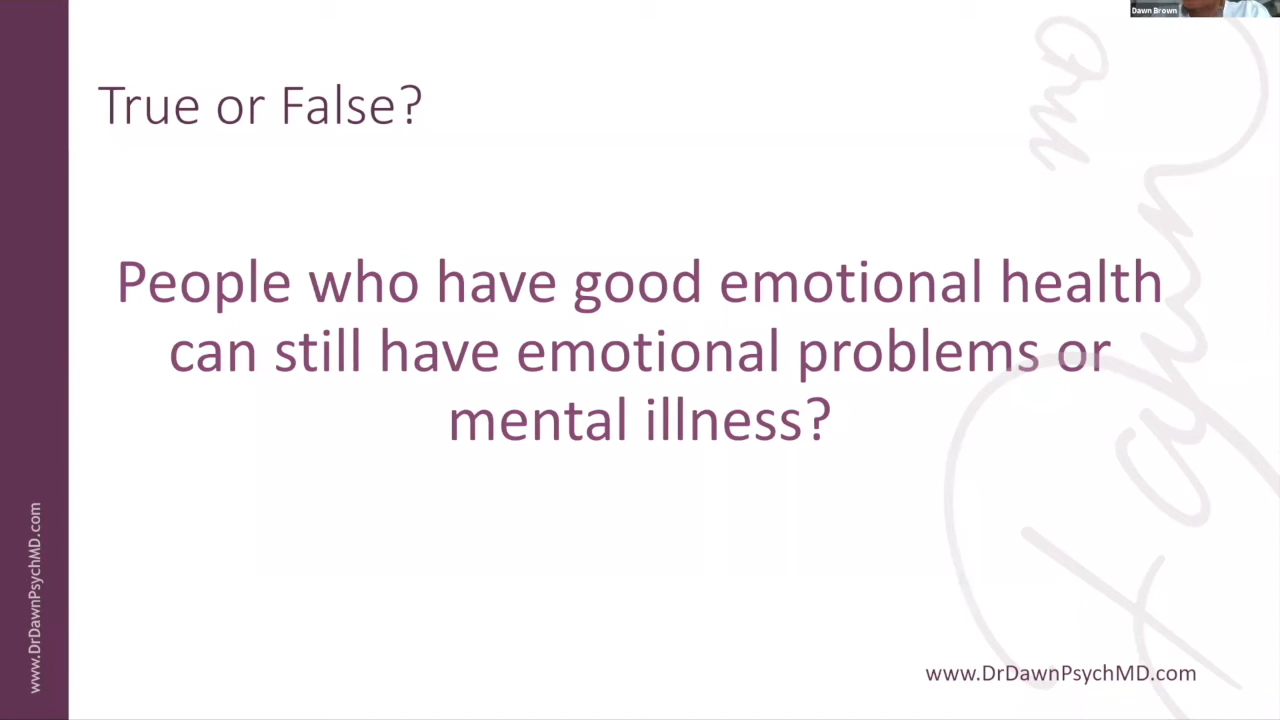 Dawn Brown
True or False?
People who have good emotional health
can still have emotional problems or
mental illness?
www.DrDawnPsychMD.com
www.DrDawnPsychMD.com